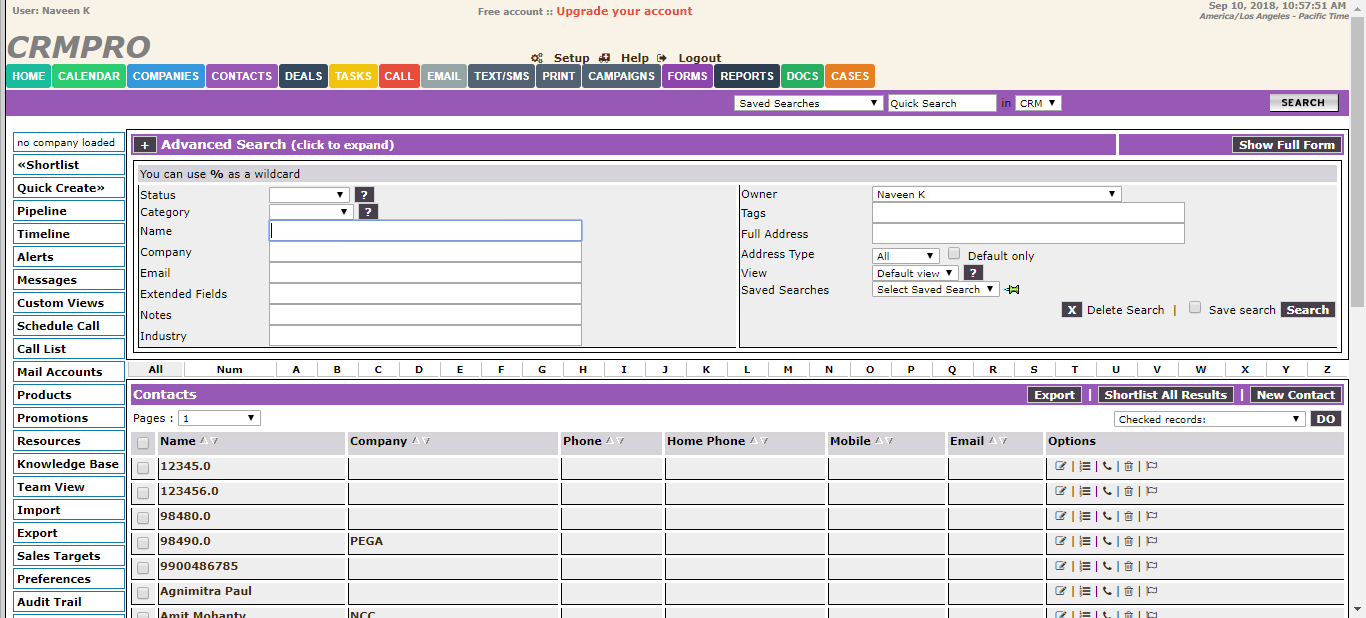 User: Naveen K
Free account :: Upgrade your account
Sep 10, 2018, 10:57:51 AM
America/Los Angeles - Pacific Time
CRMPRO
Setup Help Logout
HOME CALENDAR COMPANIES CONTACTS DEALS TASKS CALL EMAIL TEXT/SMS PRINT CAMPAIGNS FORMS REPORTS DOCS CASES
Saved Searches Quick Search in CRM SEARCH
no company loaded
«Shortlist
Quick Create»
Pipeline
Timeline
Alerts
Messages
Custom Views
Schedule Call
Call List
Mail Accounts
Products
Promotions
Resources
Knowledge Base
Team View
Import
Export
Sales Targets
Preferences
Audit Trail
+ Advanced Search (click to expand) Show Full Form
You can use % as a wildcard
Status ?
Category ?
Name
Company
Email
Extended Fields
Notes
Industry
Owner Naveen K
Tags
Full Address
Address Type All Default only
View Default view ?
Saved Searches Select Saved Search
X Delete Search | Save search Search
All Num A B C D E F G H I J K L M N O P Q R S T U V W X Y Z
Contacts Export | Shortlist All Results | New Contact
Pages : 1 Checked records: DO
Name Company Phone Home Phone Mobile Email Options
12345.0
123456.0
98480.0
98490.0 PEGA
9900486785
Agnimitra Paul
Amit Mohanty NCC